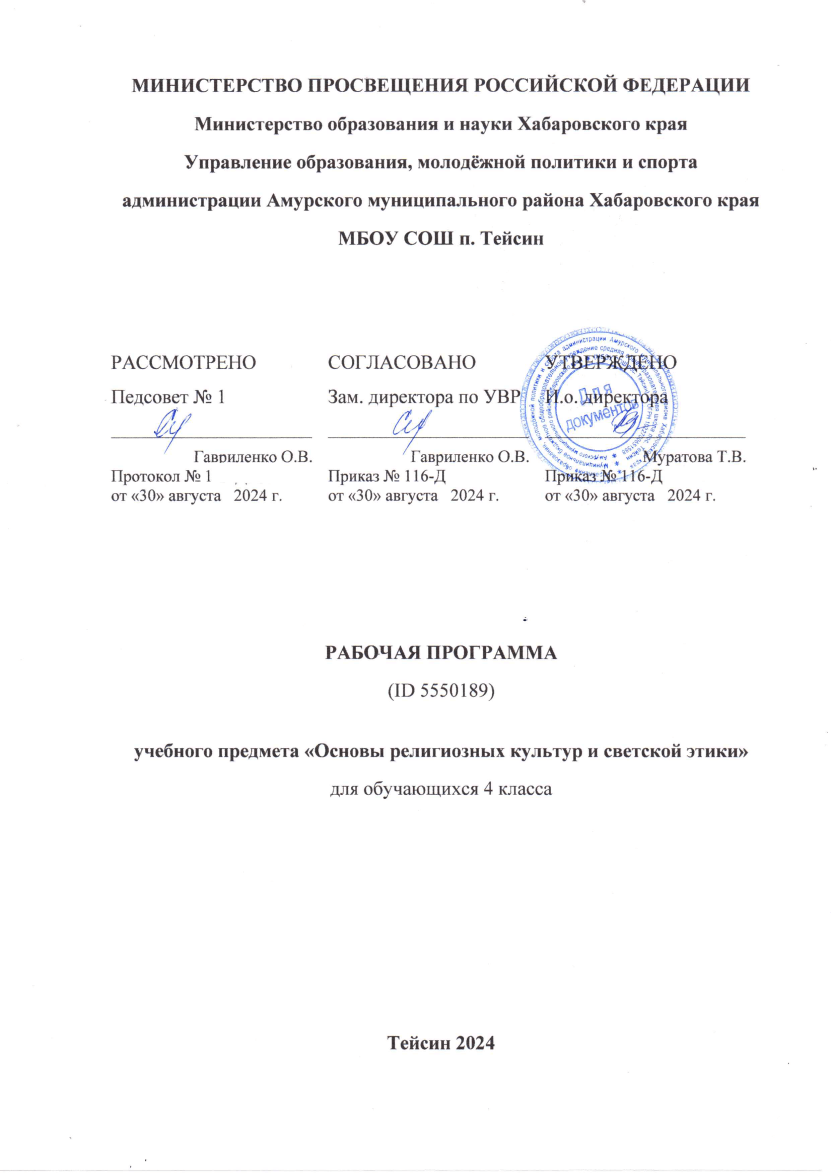 МИНИСТЕРСТВО ПРОСВЕЩЕНИЯ РОССИЙСКОЙ ФЕДЕРАЦИИ
Министерство образования и науки Хабаровского края
Управление образования, молодёжной политики и спорта
администрации Амурского муниципального района Хабаровского края
МБОУ СОШ п. Тейсин
РАССМОТРЕНО
Педсовет № 1
Гавриленко О.В.
Протокол № 1
от «30» августа 2024 г.
СОГЛАСОВАНО
Зам. директора по УВР
Гавриленко О.В.
Приказ № 116-Д
от «30» августа 2024 г.
УТВЕРЖДЕНО
И.о. директора
Муратова Т.В.
Приказ № 116-Д
от «30» августа 2024 г.
Для
документов
РАБОЧАЯ ПРОГРАММА
(ID 5550189)
учебного предмета «Основы религиозных культур и светской этики»
для обучающихся 4 класса
Тейсин 2024